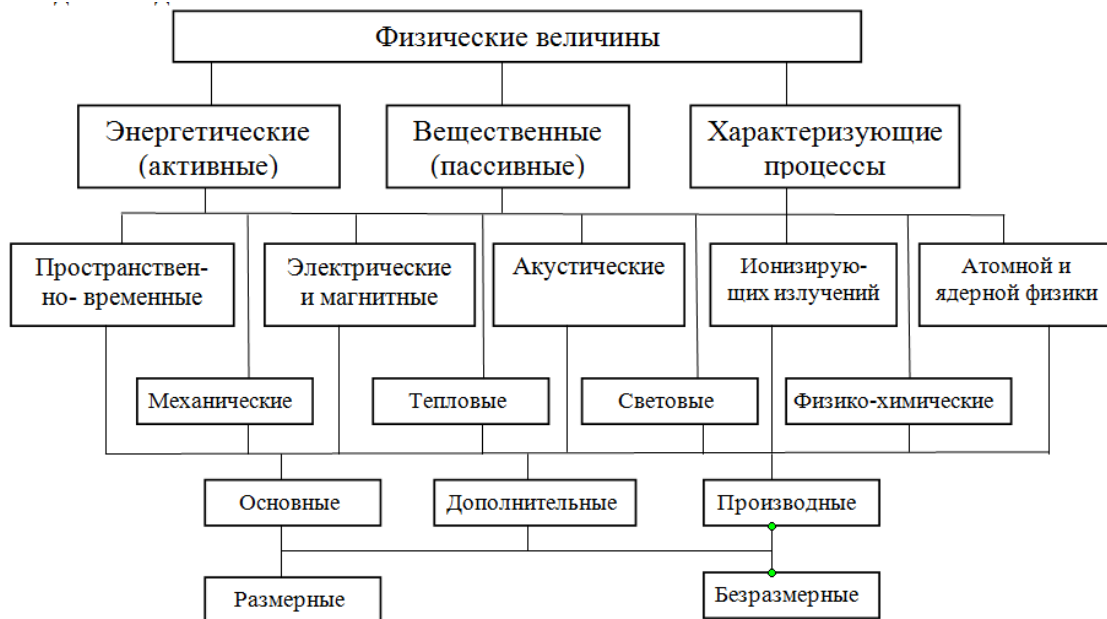 Физические величины
Энергетические
(активные)
Вещественные
(пассивные)
Характеризующие
процессы
Пространствен-
но- временные
Электрические
и магнитные
Акустические
Ионизирую-
щих излучений
Атомной и
ядерной физики
Механические
Тепловые
Световые
Физико-химические
Основные
Дополнительные
Производные
Размерные
Безразмерные